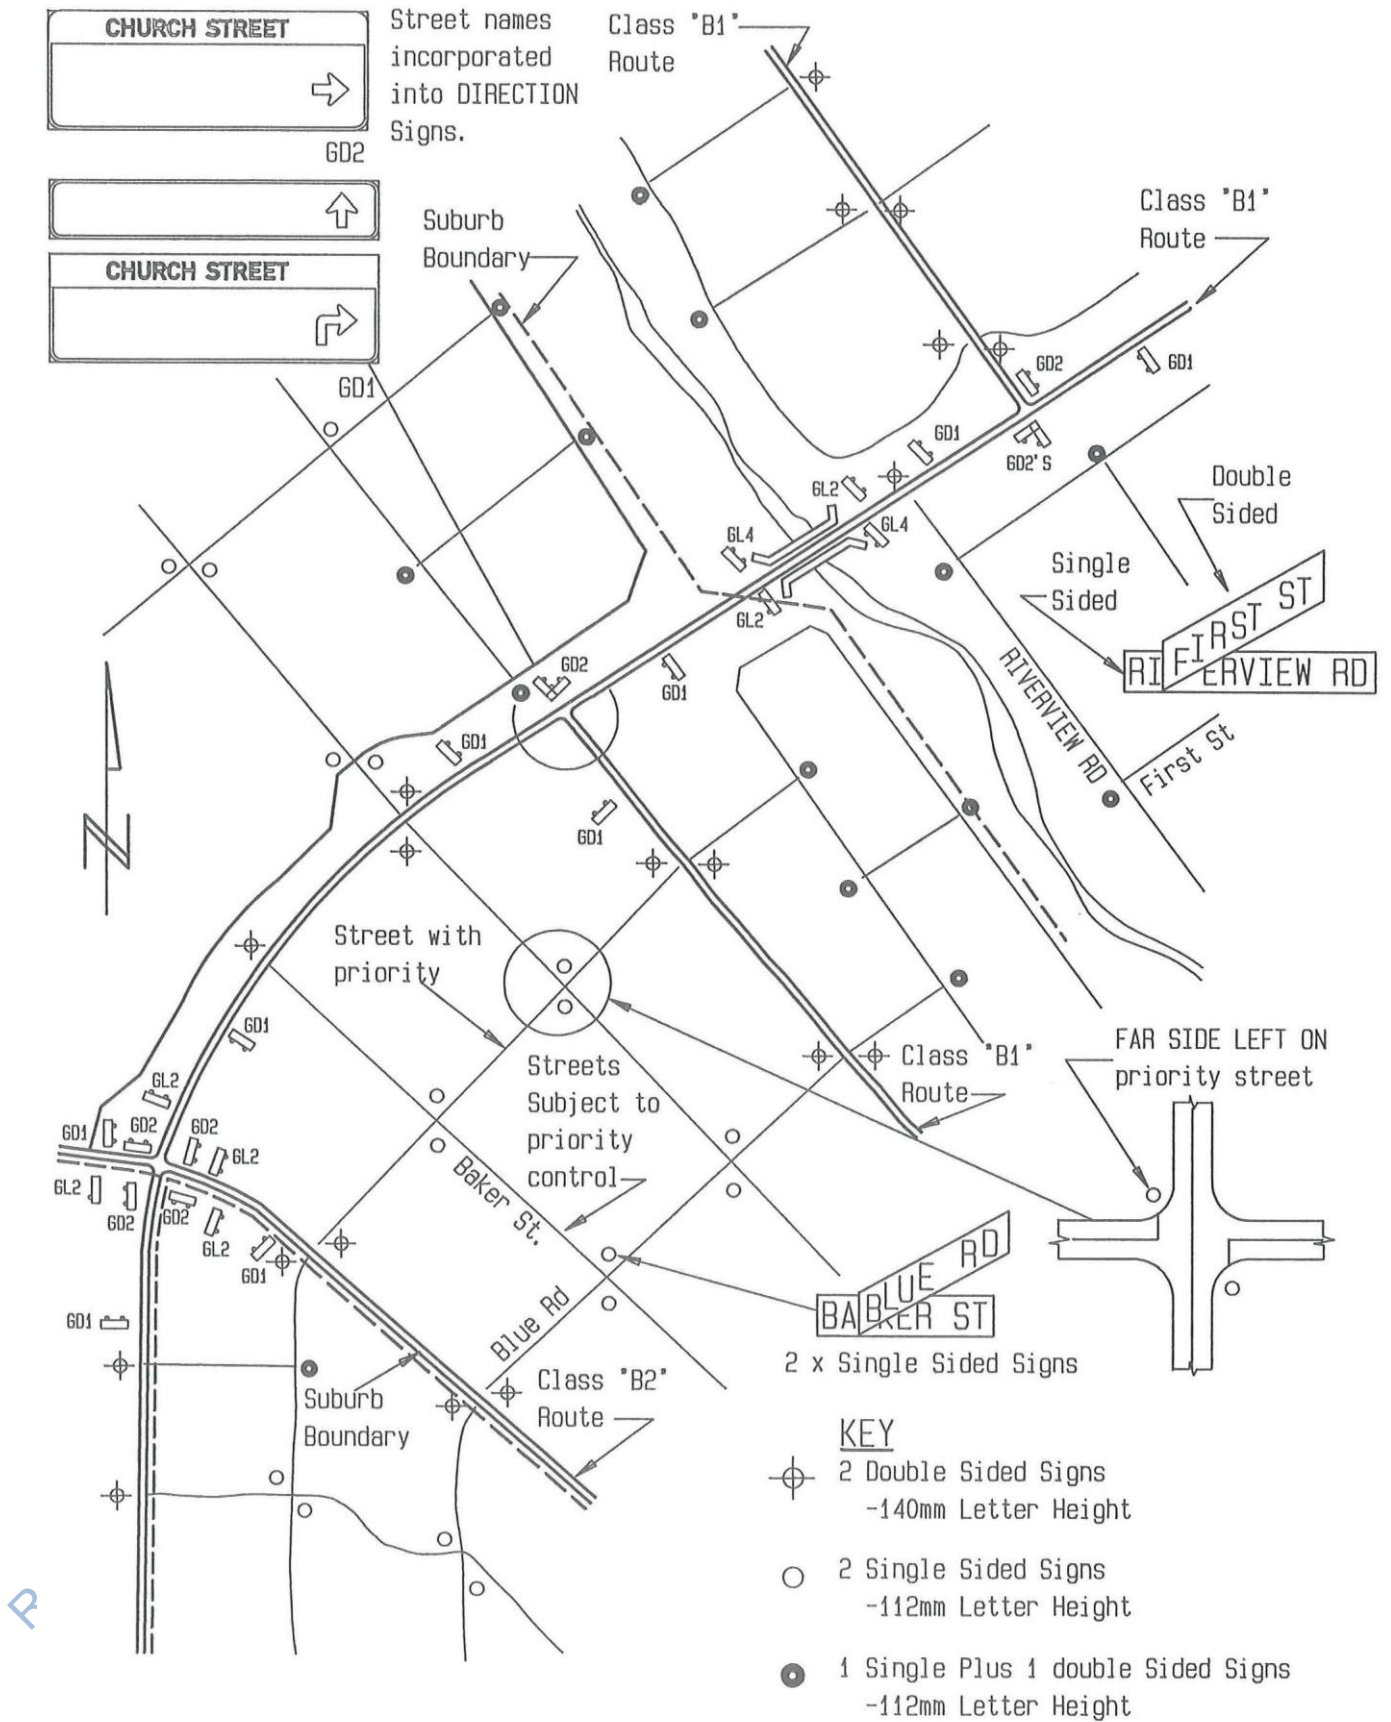 CHURCH STREET
GD2
CHURCH STREET
GD1
Street names
incorporated
into DIRECTION
Signs.
Class "B1"
Route
Suburb
Boundary
Class "B1"
Route
GD2
GD1
GD1
GD2'S
GL2
GL4
GL4
GL2
Double
Sided
Single
Sided
FIRST ST
RI ERVIEW RD
RIVERVIEW RD
First St
GD2
GD1
GD1
GD1
Street with
priority
GD1
GL2
GD1
GD2
GD2
GL2
GL2
GD2
GD2
GL2
GD1
GD1
Streets
Subject to
priority
control
Baker St.
Blue Rd
Class "B1"
Route
FAR SIDE LEFT ON
priority street
BLUE RD
BA KER ST
2 x Single Sided Signs
Suburb
Boundary
Class "B2"
Route
KEY
2 Double Sided Signs
-140mm Letter Height
2 Single Sided Signs
-112mm Letter Height
1 Single Plus 1 double Sided Signs
-112mm Letter Height
N
P